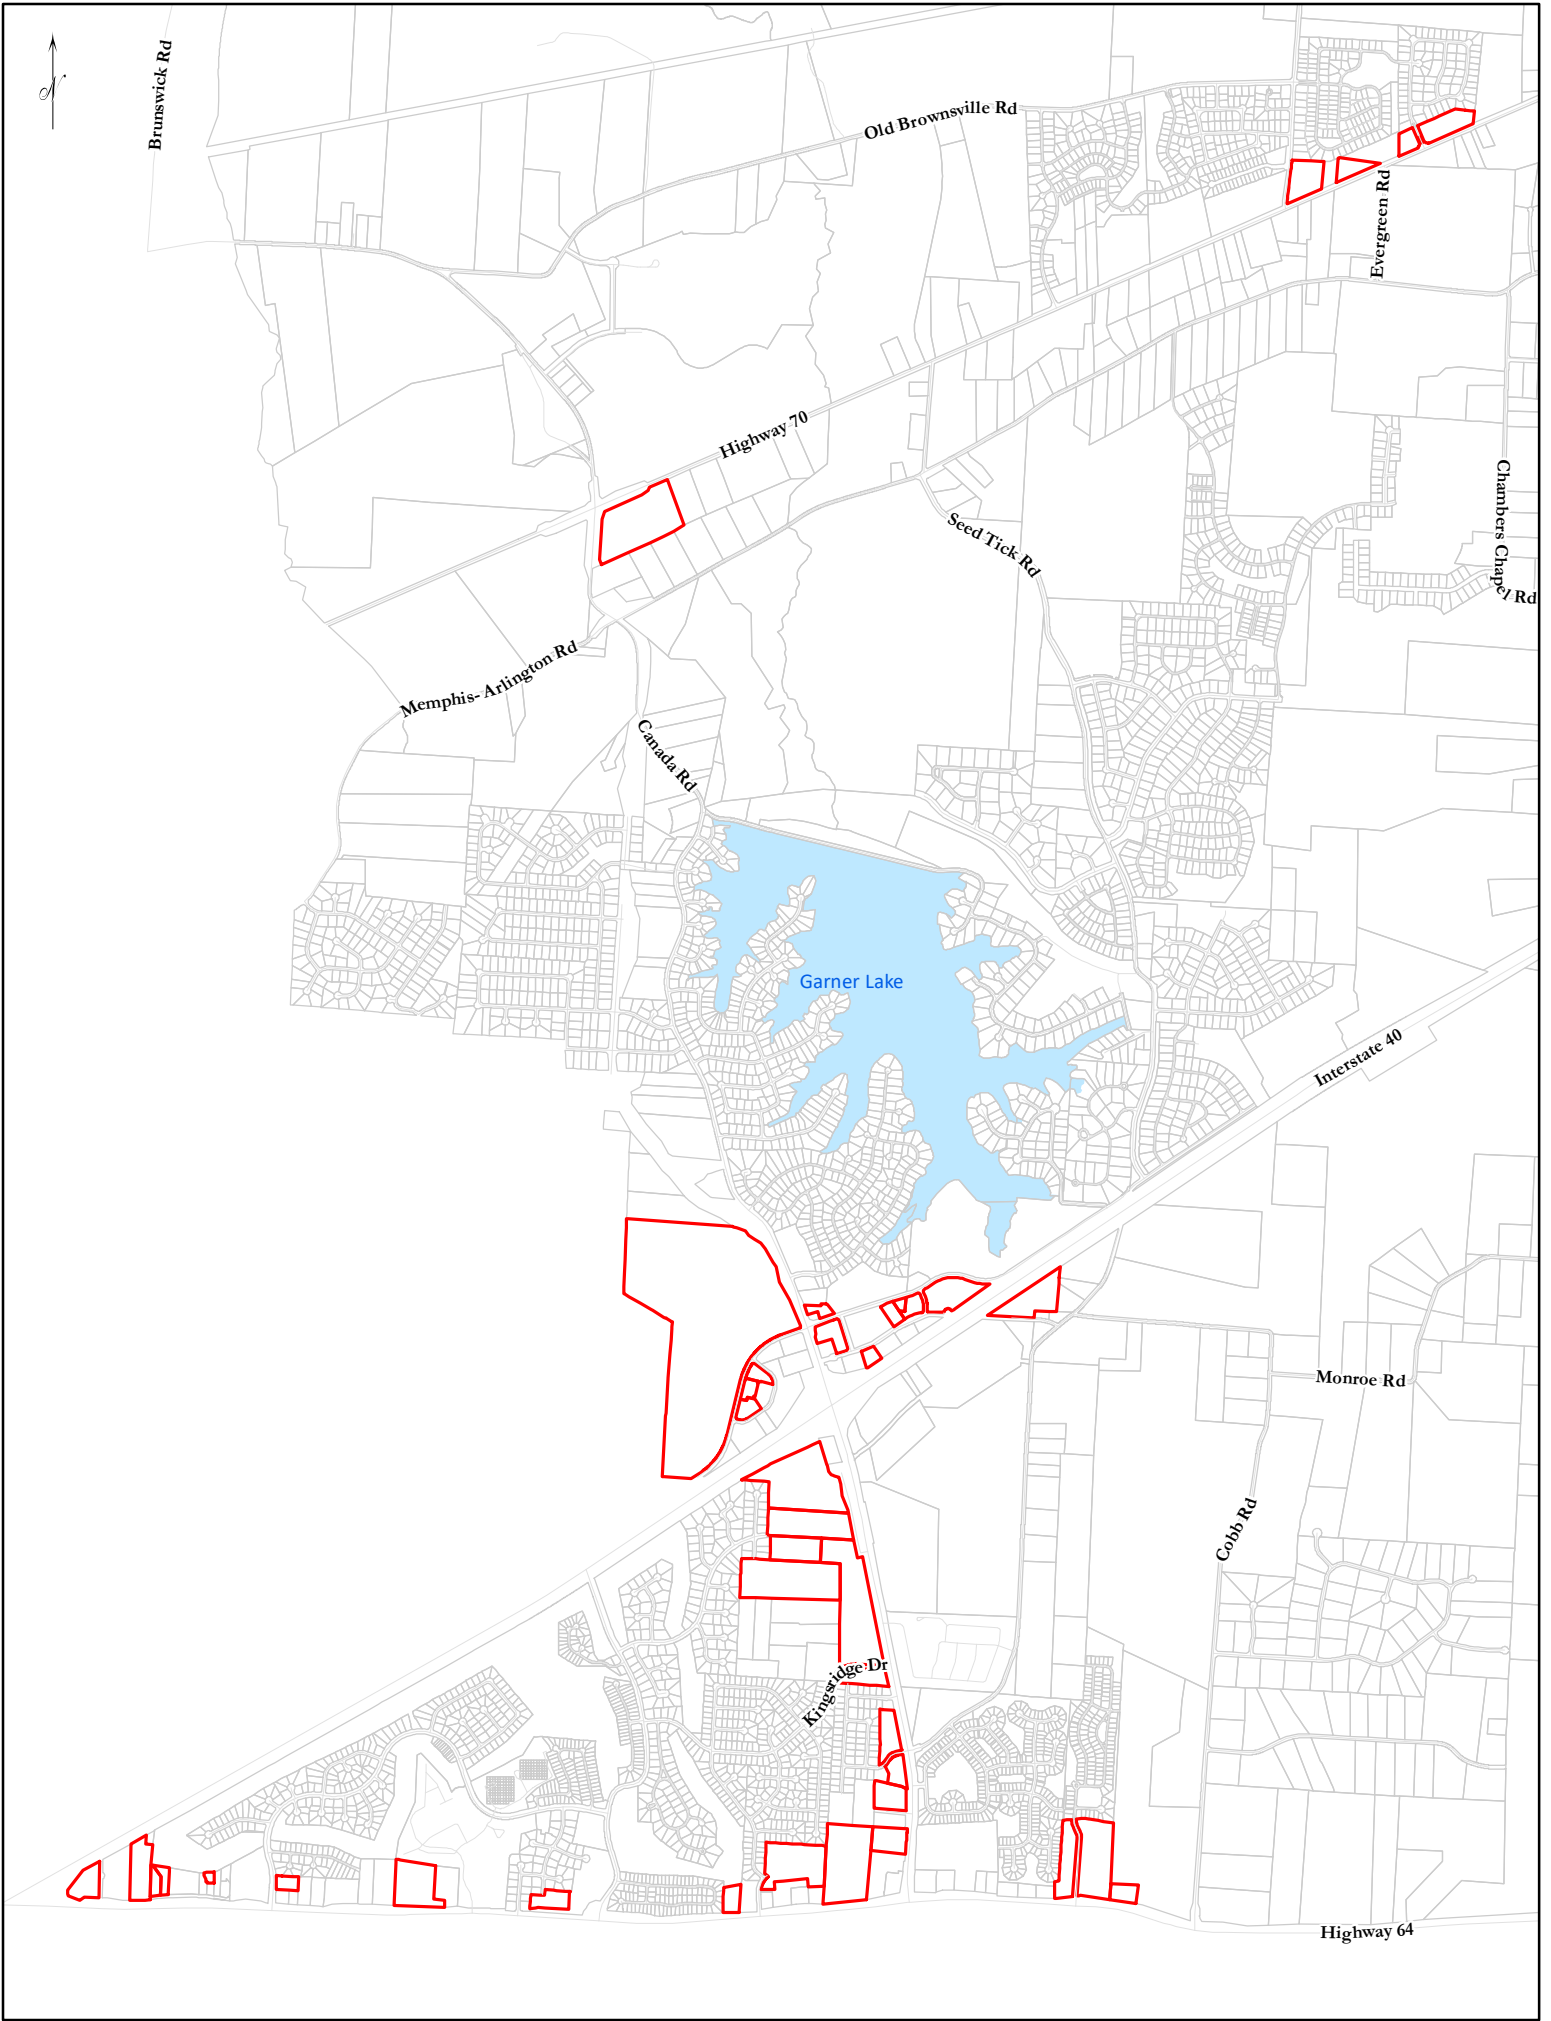 N
Brunswick Rd
Old Brownsville Rd
Evergreen Rd
Highway 70
Chambers Chapel Rd
Seed Tick Rd
Memphis- Arlington Rd
Canada Rd
Garner Lake
Interstate 40
Monroe Rd
Cobb Rd
Kingsridge Dr
Highway 64